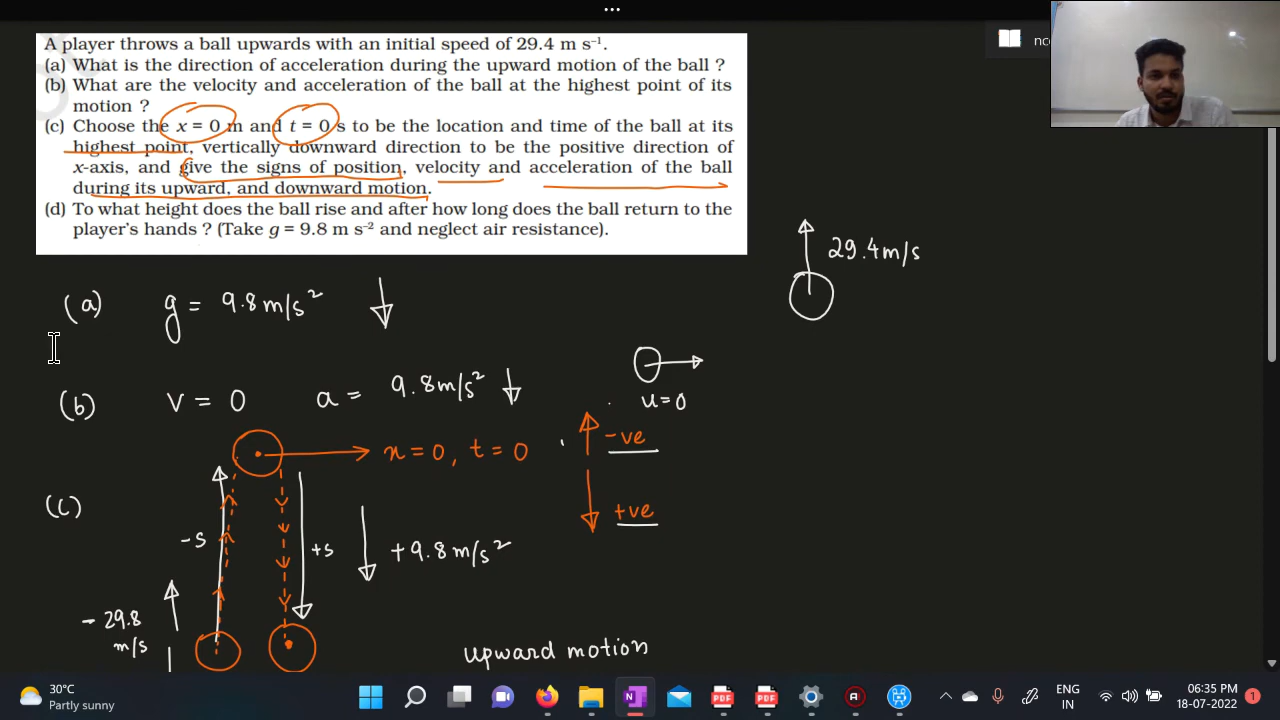 A player throws a ball upwards with an initial speed of 29.4 m s⁻¹.
(a) What is the direction of acceleration during the upward motion of the ball ?
(b) What are the velocity and acceleration of the ball at the highest point of its
motion ?
(c) Choose the x = 0 m and t = 0 s to be the location and time of the ball at its
highest point, vertically downward direction to be the positive direction of
x-axis, and give the signs of position, velocity and acceleration of the ball
during its upward, and downward motion.
(d) To what height does the ball rise and after how long does the ball return to the
player's hands ? (Take g = 9.8 m s⁻² and neglect air resistance).
nc
29.4m/s
(a) g = 9.8m/s² ↓
(b) v = 0 a = 9.8m/s² ↓
u=0
x = 0, t = 0
-ve
+ve
(c)
-s
+s
+9.8m/s²
- 29.8
m/s
upward motion
30°C
Partly sunny
ENG
IN
06:35 PM
18-07-2022
1